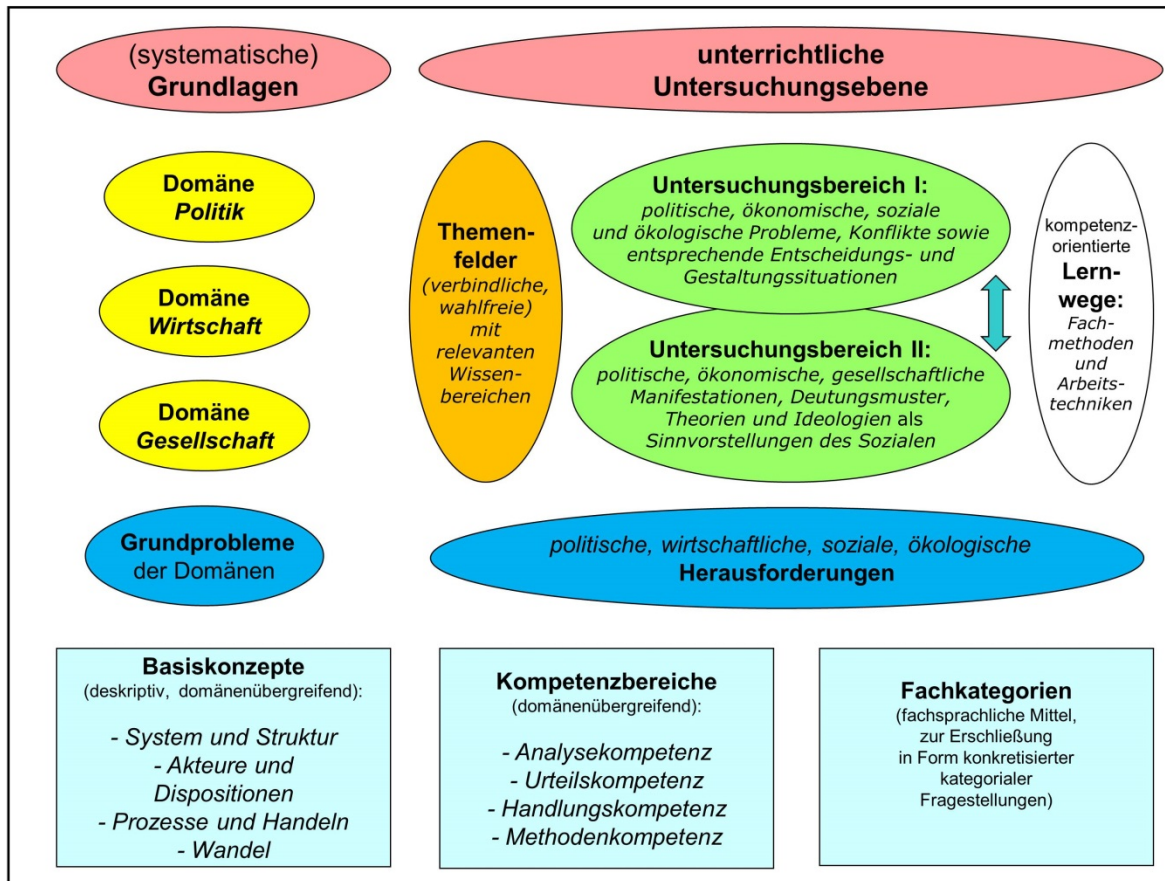 (systematische)
Grundlagen
unterrichtliche
Untersuchungsebene
Domäne
Politik
Domäne
Wirtschaft
Domäne
Gesellschaft
Themen-
felder
(verbindliche,
wahlfreie)
mit
relevanten
Wissen-
bereichen
Untersuchungsbereich I:
politische, ökonomische, soziale
und ökologische Probleme, Konflikte sowie
entsprechende Entscheidungs- und
Gestaltungssituationen
Untersuchungsbereich II:
politische, ökonomische, gesellschaftliche
Manifestationen, Deutungsmuster,
Theorien und Ideologien als
Sinnvorstellungen des Sozialen
kompetenz-
orientierte
Lern-
wege:
Fach-
methoden
und
Arbeits-
techniken
Grundprobleme
der Domänen
politische, wirtschaftliche, soziale, ökologische
Herausforderungen
Basiskonzepte
(deskriptiv, domänenübergreifend):
- System und Struktur
- Akteure und
Dispositionen
- Prozesse und Handeln
- Wandel
Kompetenzbereiche
(domänenübergreifend):
- Analysekompetenz
- Urteilskompetenz
- Handlungskompetenz
- Methodenkompetenz
Fachkategorien
(fachsprachliche Mittel,
zur Erschließung
in Form konkretisierter
kategorialer
Fragestellungen)